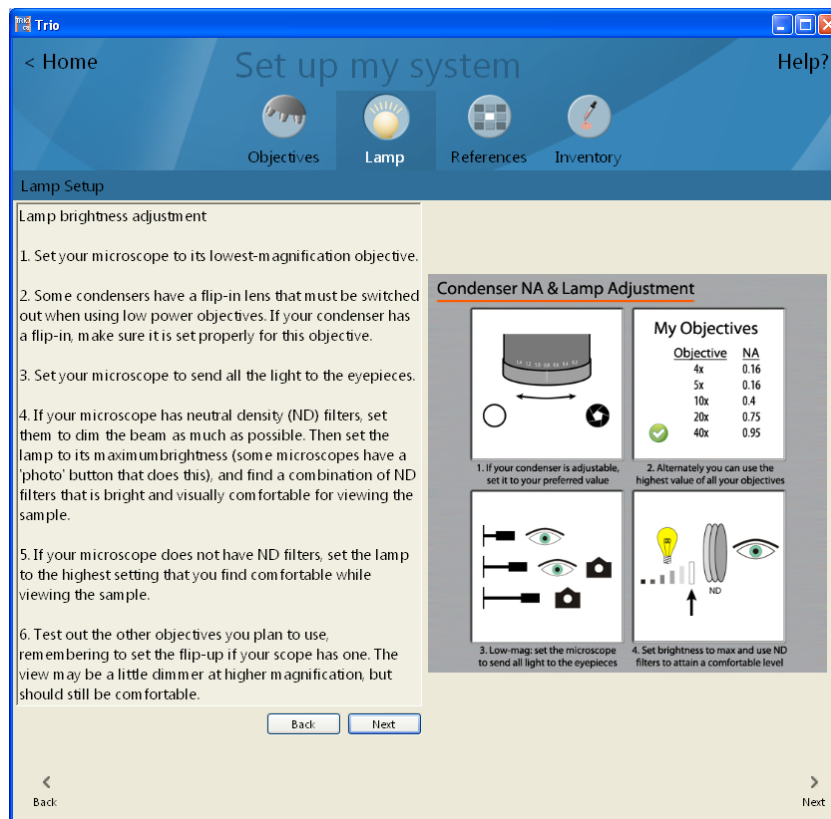 Trio
< Home
Set up my system
Help?
Objectives
Lamp
References
Inventory
Lamp Setup
Lamp brightness adjustment
1. Set your microscope to its lowest-magnification objective.
2. Some condensers have a flip-in lens that must be switched
out when using low power objectives. If your condenser has
a flip-in, make sure it is set properly for this objective.
3. Set your microscope to send all the light to the eyepieces.
4. If your microscope has neutral density (ND) filters, set
them to dim the beam as much as possible. Then set the
lamp to its maximumbrightness (some microscopes have a
'photo' button that does this), and find a combination of ND
filters that is bright and visually comfortable for viewing the
sample.
5. If your microscope does not have ND filters, set the lamp
to the highest setting that you find comfortable while
viewing the sample.
6. Test out the other objectives you plan to use,
remembering to set the flip-up if your scope has one. The
view may be a little dimmer at higher magnification, but
should still be comfortable.
Back
Next
Condenser NA & Lamp Adjustment
1. If your condenser is adjustable,
set it to your preferred value
My Objectives
Objective NA
4x 0.16
5x 0.16
10x 0.4
20x 0.75
40x 0.95
2. Alternately you can use the
highest value of all your objectives
3. Low-mag: set the microscope
to send all light to the eyepieces
ND
4. Set brightness to max and use ND
filters to attain a comfortable level
Back
Next